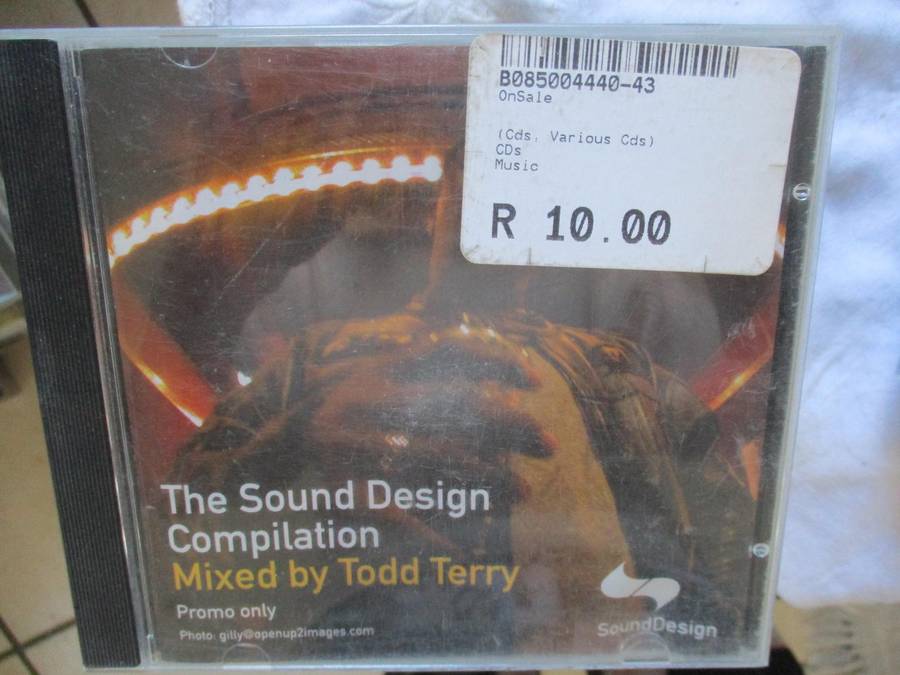 B085004440-43
OnSale
(Cds, Various Cds)
CDs
Music
R 10.00
The Sound Design
Compilation
Mixed by Todd Terry
Promo only
Photo: gilly@openup2images.com
SoundDesign